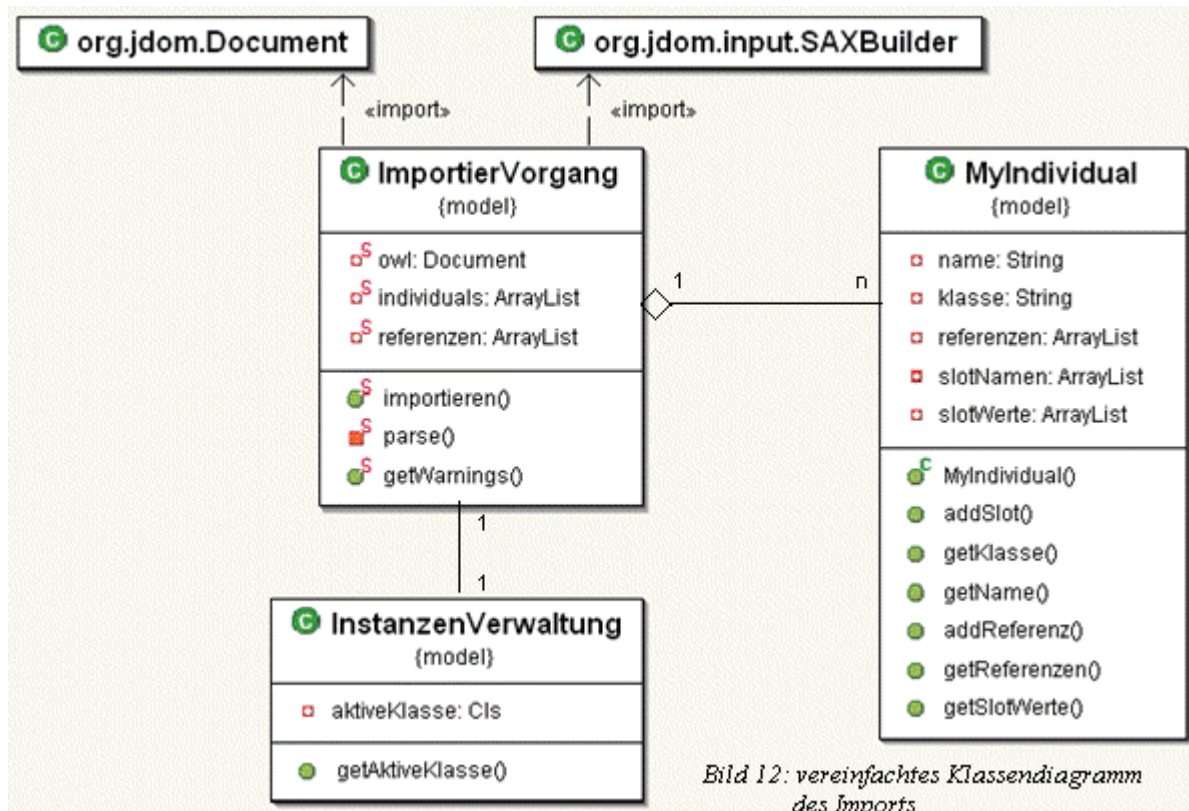 C org.jdom.Document
C org.jdom.input.SAXBuilder
«import»
«import»
C ImportierVorgang
{model}
S owl: Document
S individuals: ArrayList
S referenzen: ArrayList
S importieren()
S parse()
S getWarnings()
1
n
C MyIndividual
{model}
name: String
klasse: String
referenzen: ArrayList
slotNamen: ArrayList
slotWerte: ArrayList
C MyIndividual()
addSlot()
getKlasse()
getName()
addReferenz()
getReferenzen()
getSlotWerte()
1
1
C InstanzenVerwaltung
{model}
aktiveKlasse: Cls
getAktiveKlasse()
Bild 12: vereinfachtes Klassendiagramm
des Imports